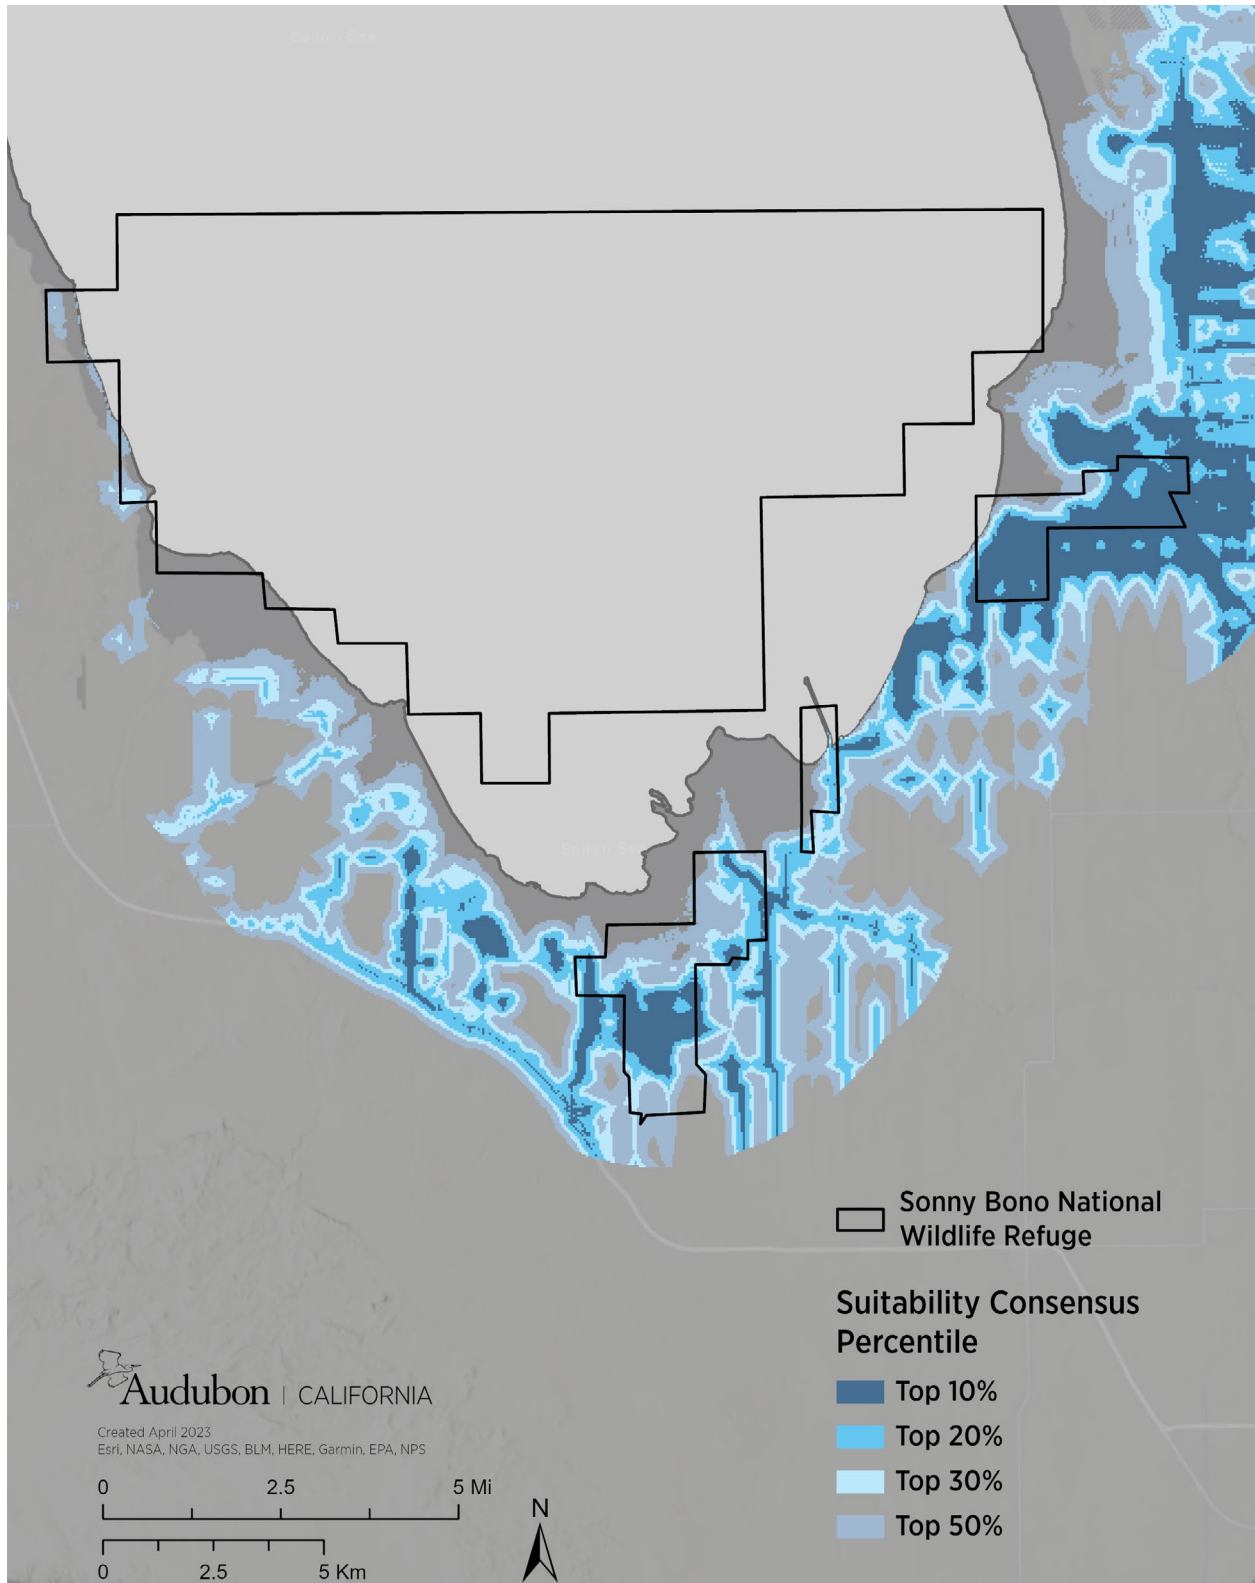 Salton Sea
Sonny Bono National
Wildlife Refuge
Suitability Consensus
Percentile
Top 10%
Top 20%
Top 30%
Top 50%
Audubon | CALIFORNIA
Created April 2023
Esri, NASA, NGA, USGS, BLM, HERE, Garmin, EPA, NPS
0 2.5 5 Mi
0 2.5 5 Km
N